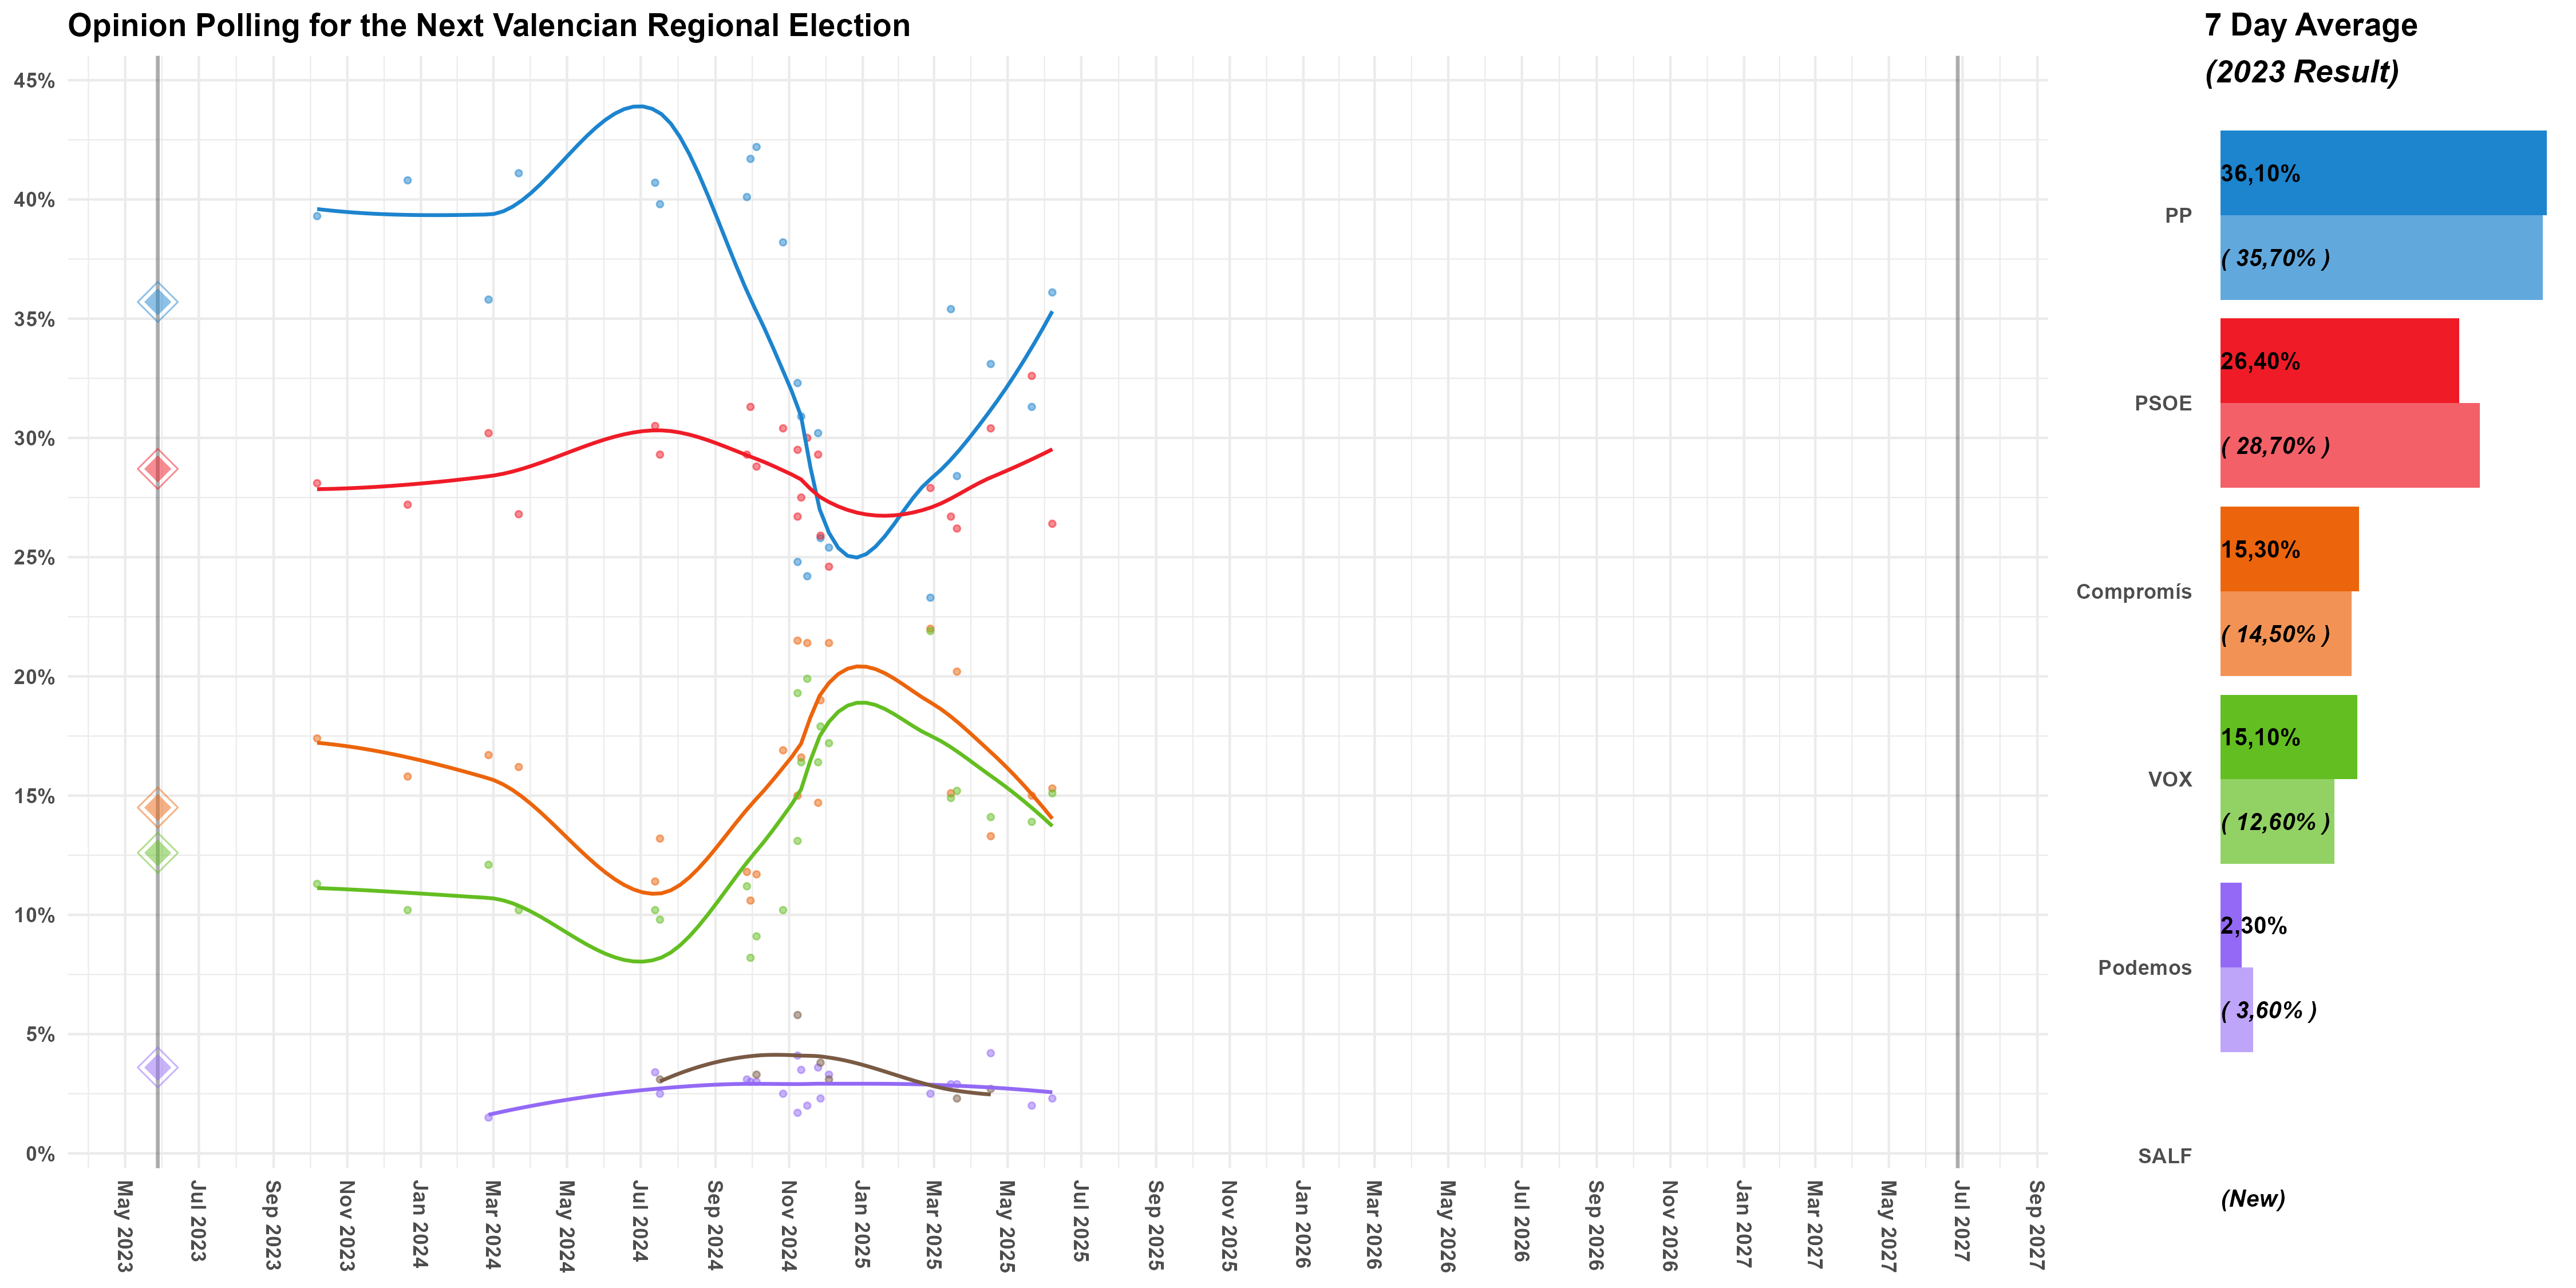 Opinion Polling for the Next Valencian Regional Election
45%
40%
35%
30%
25%
20%
15%
10%
5%
0%
May 2023
Jul 2023
Sep 2023
Nov 2023
Jan 2024
Mar 2024
May 2024
Jul 2024
Sep 2024
Nov 2024
Jan 2025
Mar 2025
May 2025
Jul 2025
Sep 2025
Nov 2025
Jan 2026
Mar 2026
May 2026
Jul 2026
Sep 2026
Nov 2026
Jan 2027
Mar 2027
May 2027
Jul 2027
Sep 2027
7 Day Average
(2023 Result)
PP
36,10%
( 35,70% )
PSOE
26,40%
( 28,70% )
Compromís
15,30%
( 14,50% )
VOX
15,10%
( 12,60% )
Podemos
2,30%
( 3,60% )
SALF
(New)